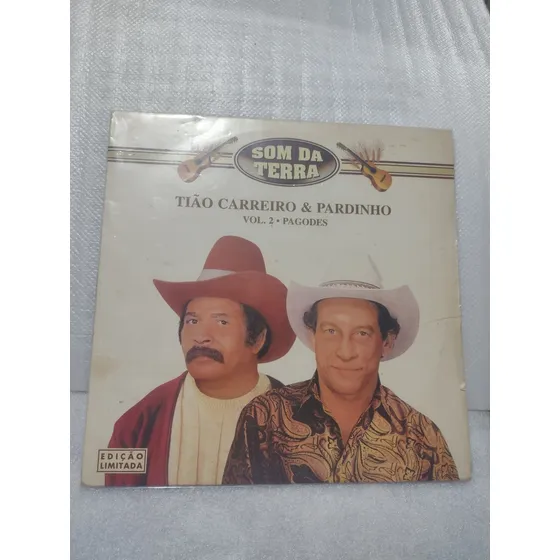 SOM DA
TERRA
TIÃO CARREIRO & PARDINHO
VOL. 2 • PAGODES
EDIÇÃO
LIMITADA